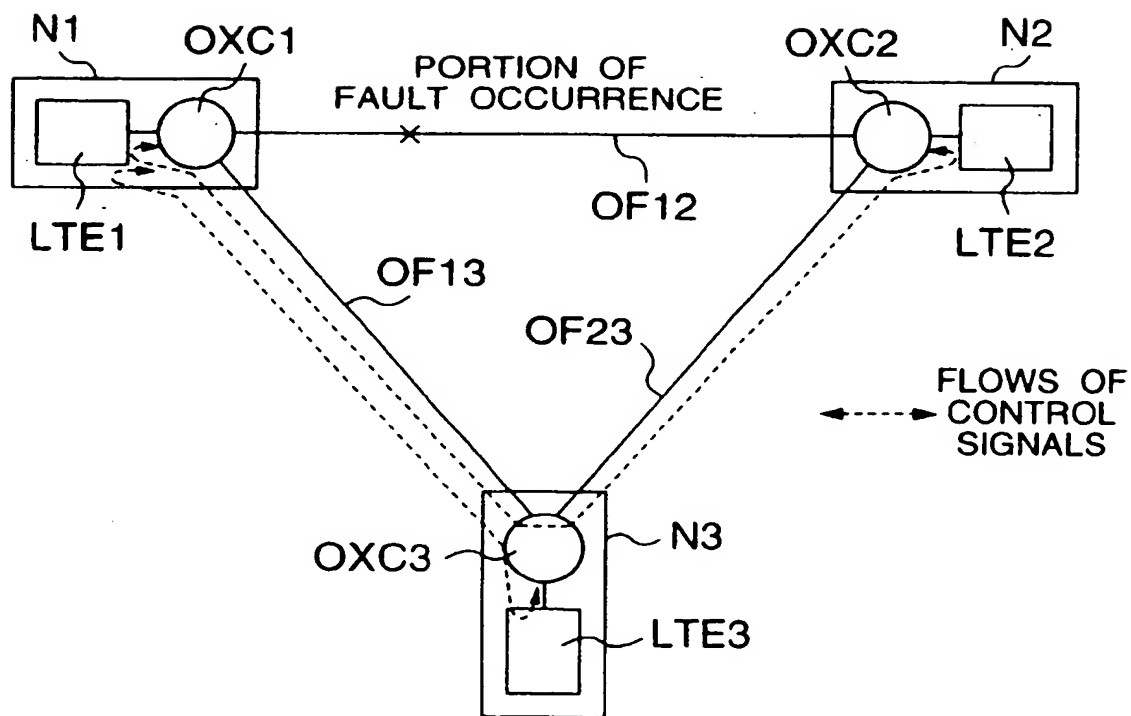 N1
OXC1
PORTION OF
FAULT OCCURRENCE
OXC2
N2
LTE1
OF12
LTE2
OF13
OF23
FLOWS OF
CONTROL
SIGNALS
OXC3
N3
LTE3